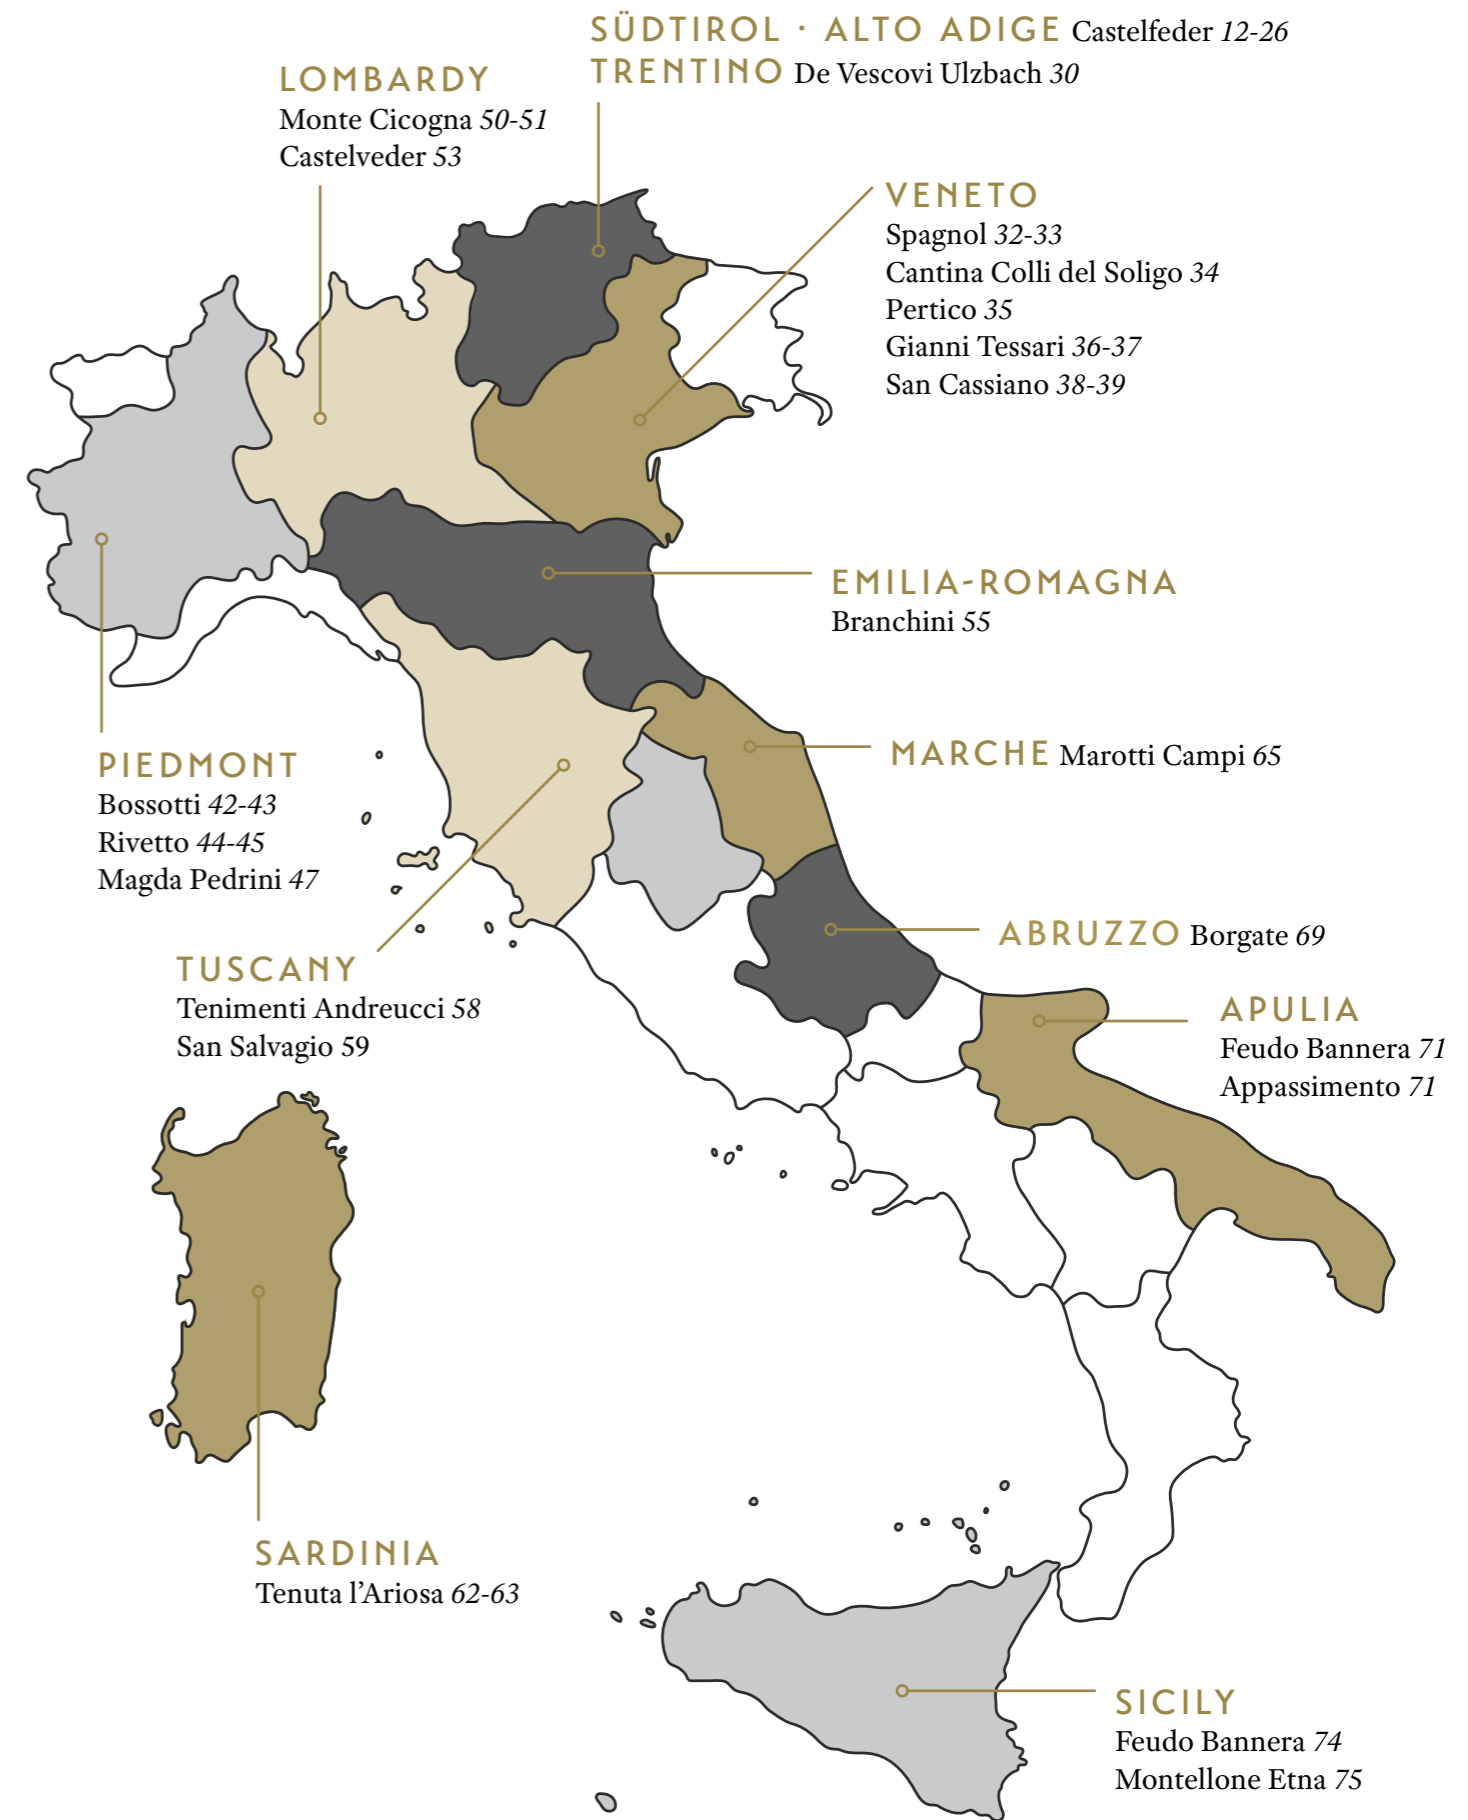 SÜDTIROL · ALTO ADIGE Castelfeder 12-26
TRENTINO De Vescovi Ulzbach 30
LOMBARDY
Monte Cicogna 50-51
Castelveder 53
VENETO
Spagnol 32-33
Cantina Colli del Soligo 34
Pertico 35
Gianni Tessari 36-37
San Cassiano 38-39
EMILIA-ROMAGNA
Branchini 55
PIEDMONT
Bossotti 42-43
Rivetto 44-45
Magda Pedrini 47
MARCHE Marotti Campi 65
ABRUZZO Borgate 69
TUSCANY
Tenimenti Andreucci 58
San Salvagio 59
APULIA
Feudo Bannera 71
Appassimento 71
SARDINIA
Tenuta l’Ariosa 62-63
SICILY
Feudo Bannera 74
Montellone Etna 75